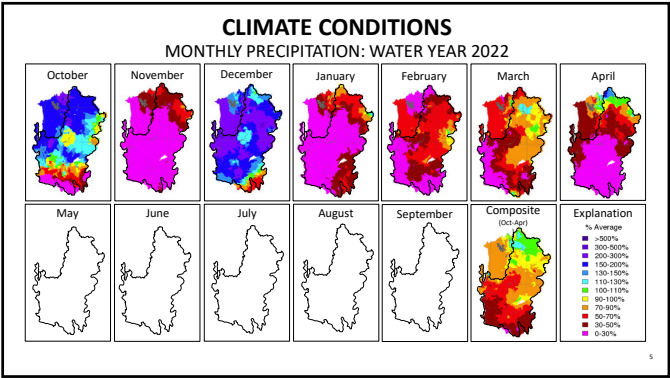 CLIMATE CONDITIONS
MONTHLY PRECIPITATION: WATER YEAR 2022
October
November
December
January
February
March
April
May
June
July
August
September
Composite
(Oct-Apr)
Explanation
% Average
>500%
300-500%
200-300%
150-200%
130-150%
110-130%
100-110%
90-100%
70-90%
50-70%
30-50%
0-30%
5